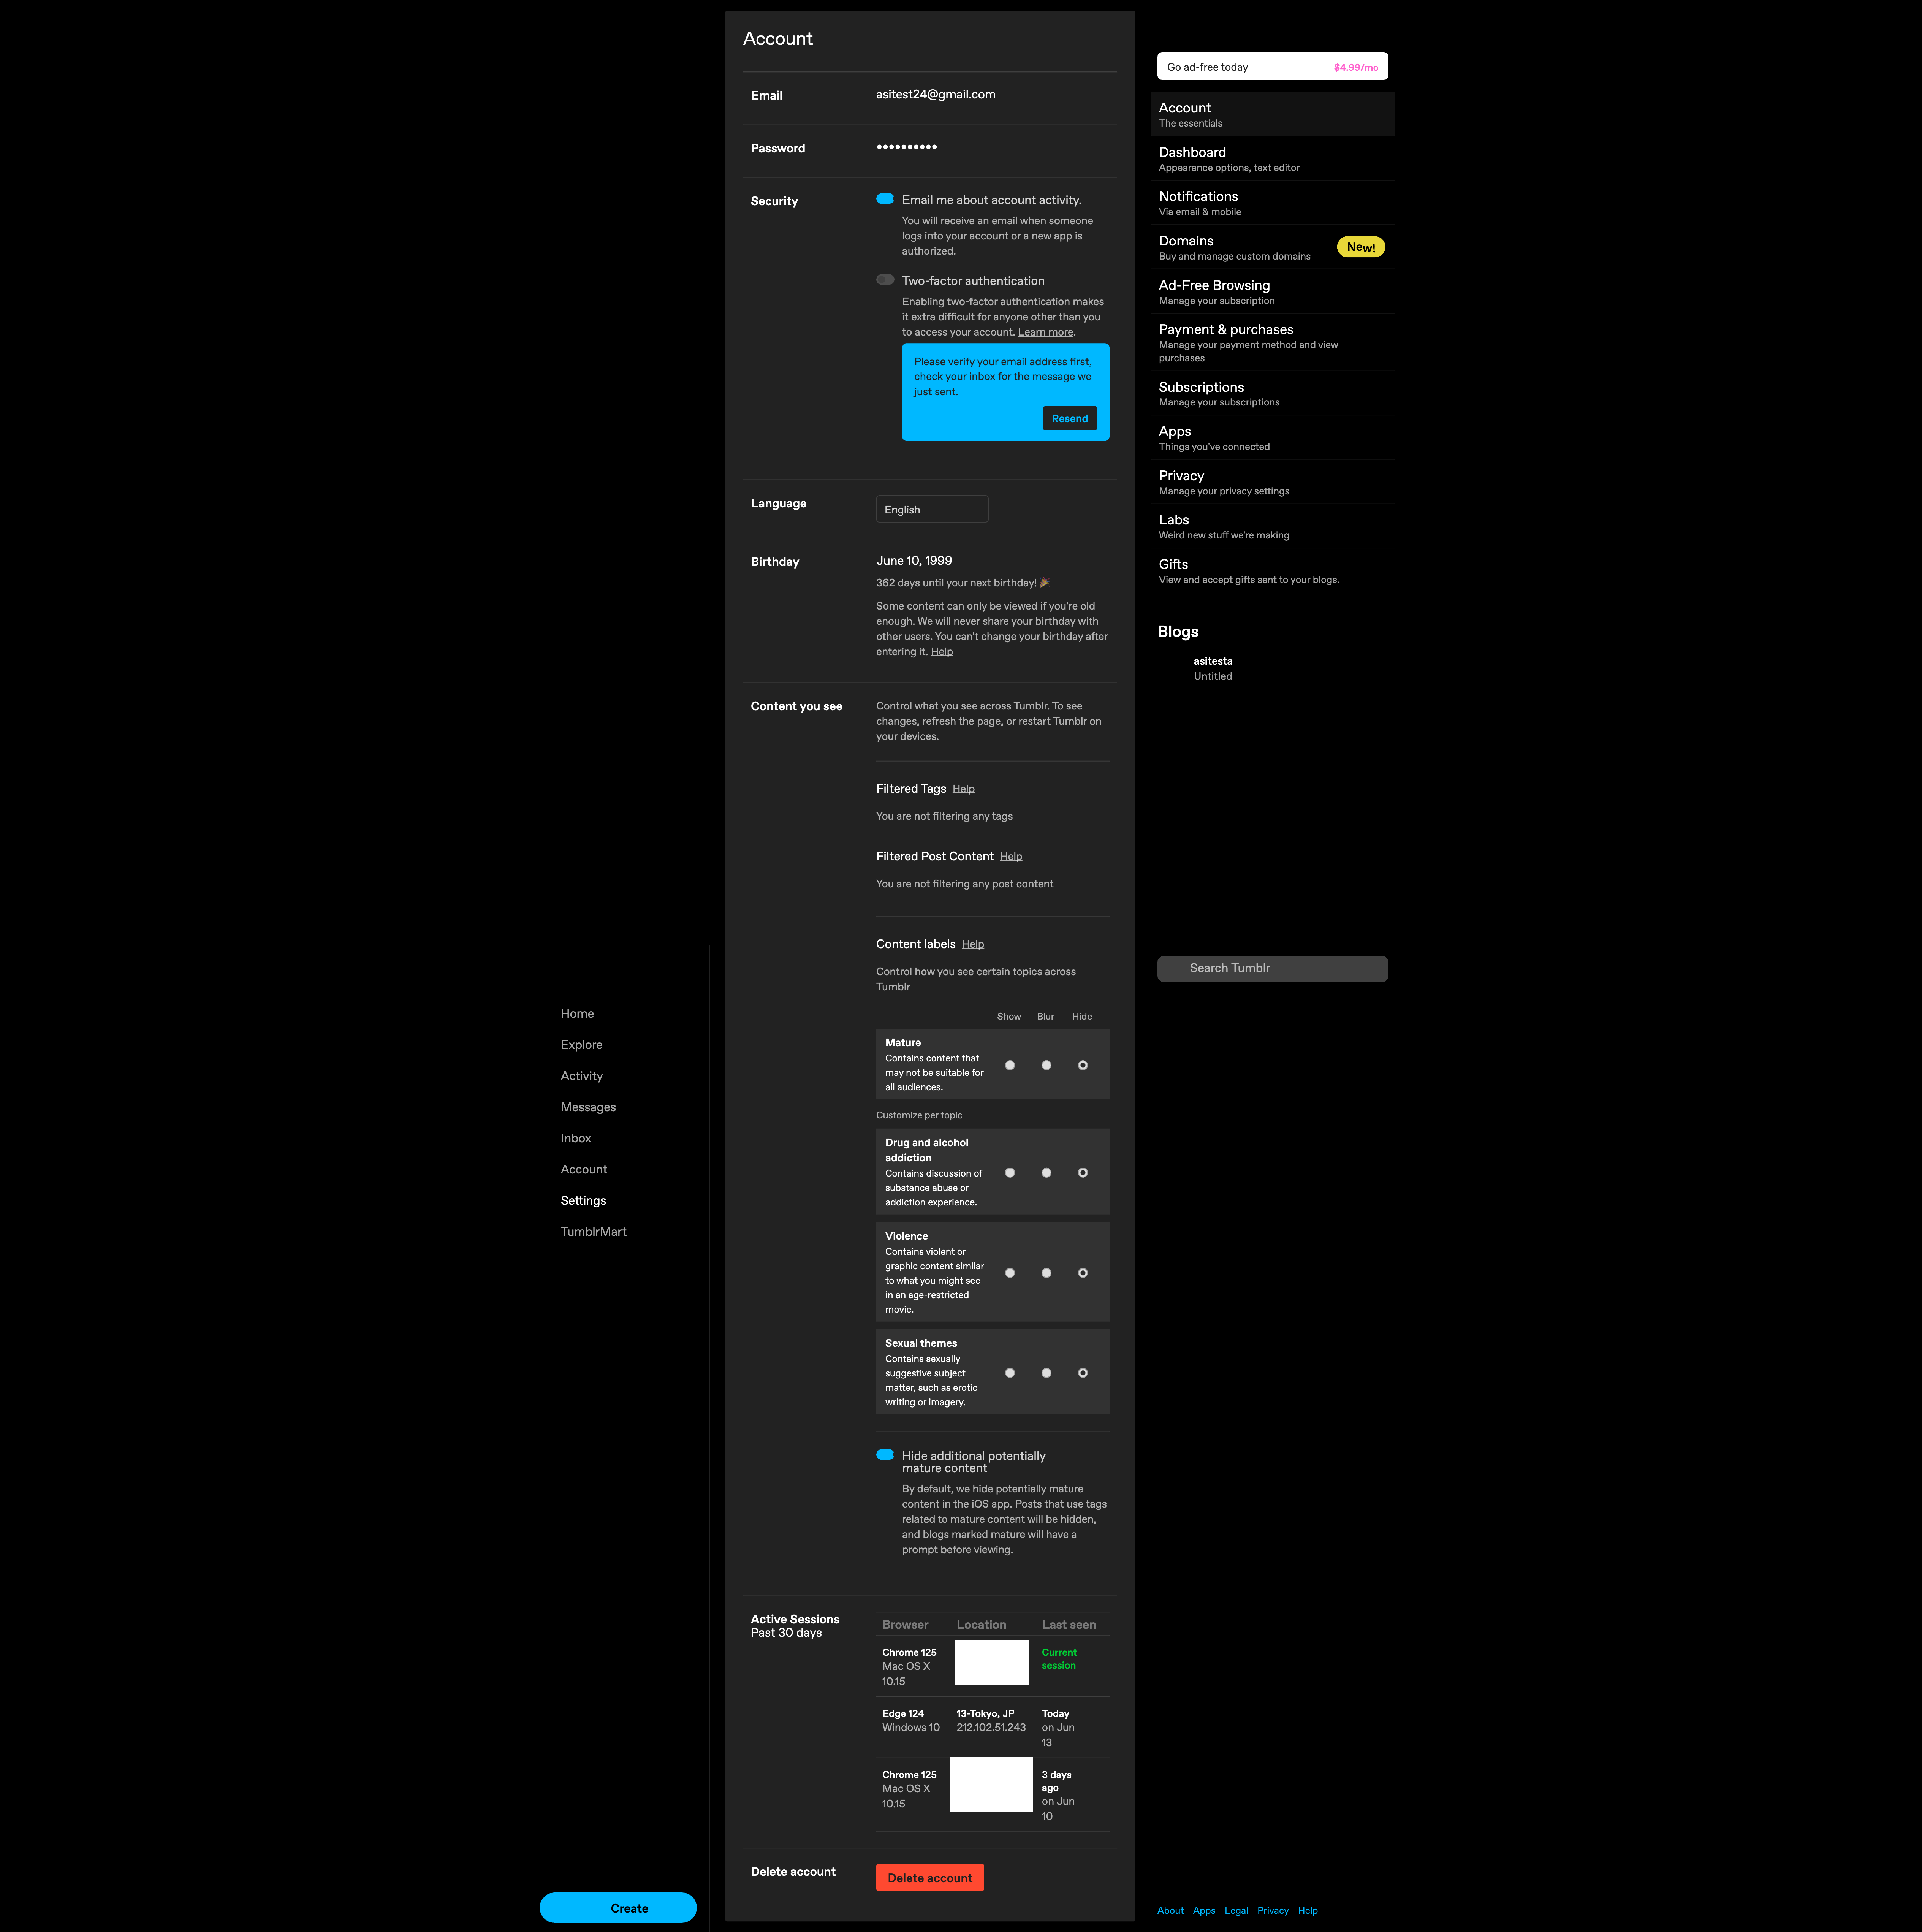 Account
Email
asitest24@gmail.com
Password
••••••••••
Security
Email me about account activity.
You will receive an email when someone
logs into your account or a new app is
authorized.
Two-factor authentication
Enabling two-factor authentication makes
it extra difficult for anyone other than you
to access your account. Learn more.
Please verify your email address first,
check your inbox for the message we
just sent.
Resend
Language
English
Birthday
June 10, 1999
362 days until your next birthday! 🎉
Some content can only be viewed if you're old
enough. We will never share your birthday with
other users. You can't change your birthday after
entering it. Help
Content you see
Control what you see across Tumblr. To see
changes, refresh the page, or restart Tumblr on
your devices.
Filtered Tags Help
You are not filtering any tags
Filtered Post Content Help
You are not filtering any post content
Content labels Help
Control how you see certain topics across
Tumblr
Show Blur Hide
Mature
Contains content that
may not be suitable for
all audiences.
Customize per topic
Drug and alcohol
addiction
Contains discussion of
substance abuse or
addiction experience.
Violence
Contains violent or
graphic content similar
to what you might see
in an age-restricted
movie.
Sexual themes
Contains sexually
suggestive subject
matter, such as erotic
writing or imagery.
Hide additional potentially
mature content
By default, we hide potentially mature
content in the iOS app. Posts that use tags
related to mature content will be hidden,
and blogs marked mature will have a
prompt before viewing.
Active Sessions
Past 30 days
Browser Location Last seen
Chrome 125
Mac OS X
10.15
Current
session
Edge 124
Windows 10
13-Tokyo, JP
212.102.51.243
Today
on Jun
13
Chrome 125
Mac OS X
10.15
3 days
ago
on Jun
10
Delete account
Delete account
Home
Explore
Activity
Messages
Inbox
Account
Settings
TumblrMart
Create
Go ad-free today $4.99/mo
Account
The essentials
Dashboard
Appearance options, text editor
Notifications
Via email & mobile
Domains
Buy and manage custom domains
New!
Ad-Free Browsing
Manage your subscription
Payment & purchases
Manage your payment method and view
purchases
Subscriptions
Manage your subscriptions
Apps
Things you've connected
Privacy
Manage your privacy settings
Labs
Weird new stuff we're making
Gifts
View and accept gifts sent to your blogs.
Blogs
asitesta
Untitled
Search Tumblr
About Apps Legal Privacy Help